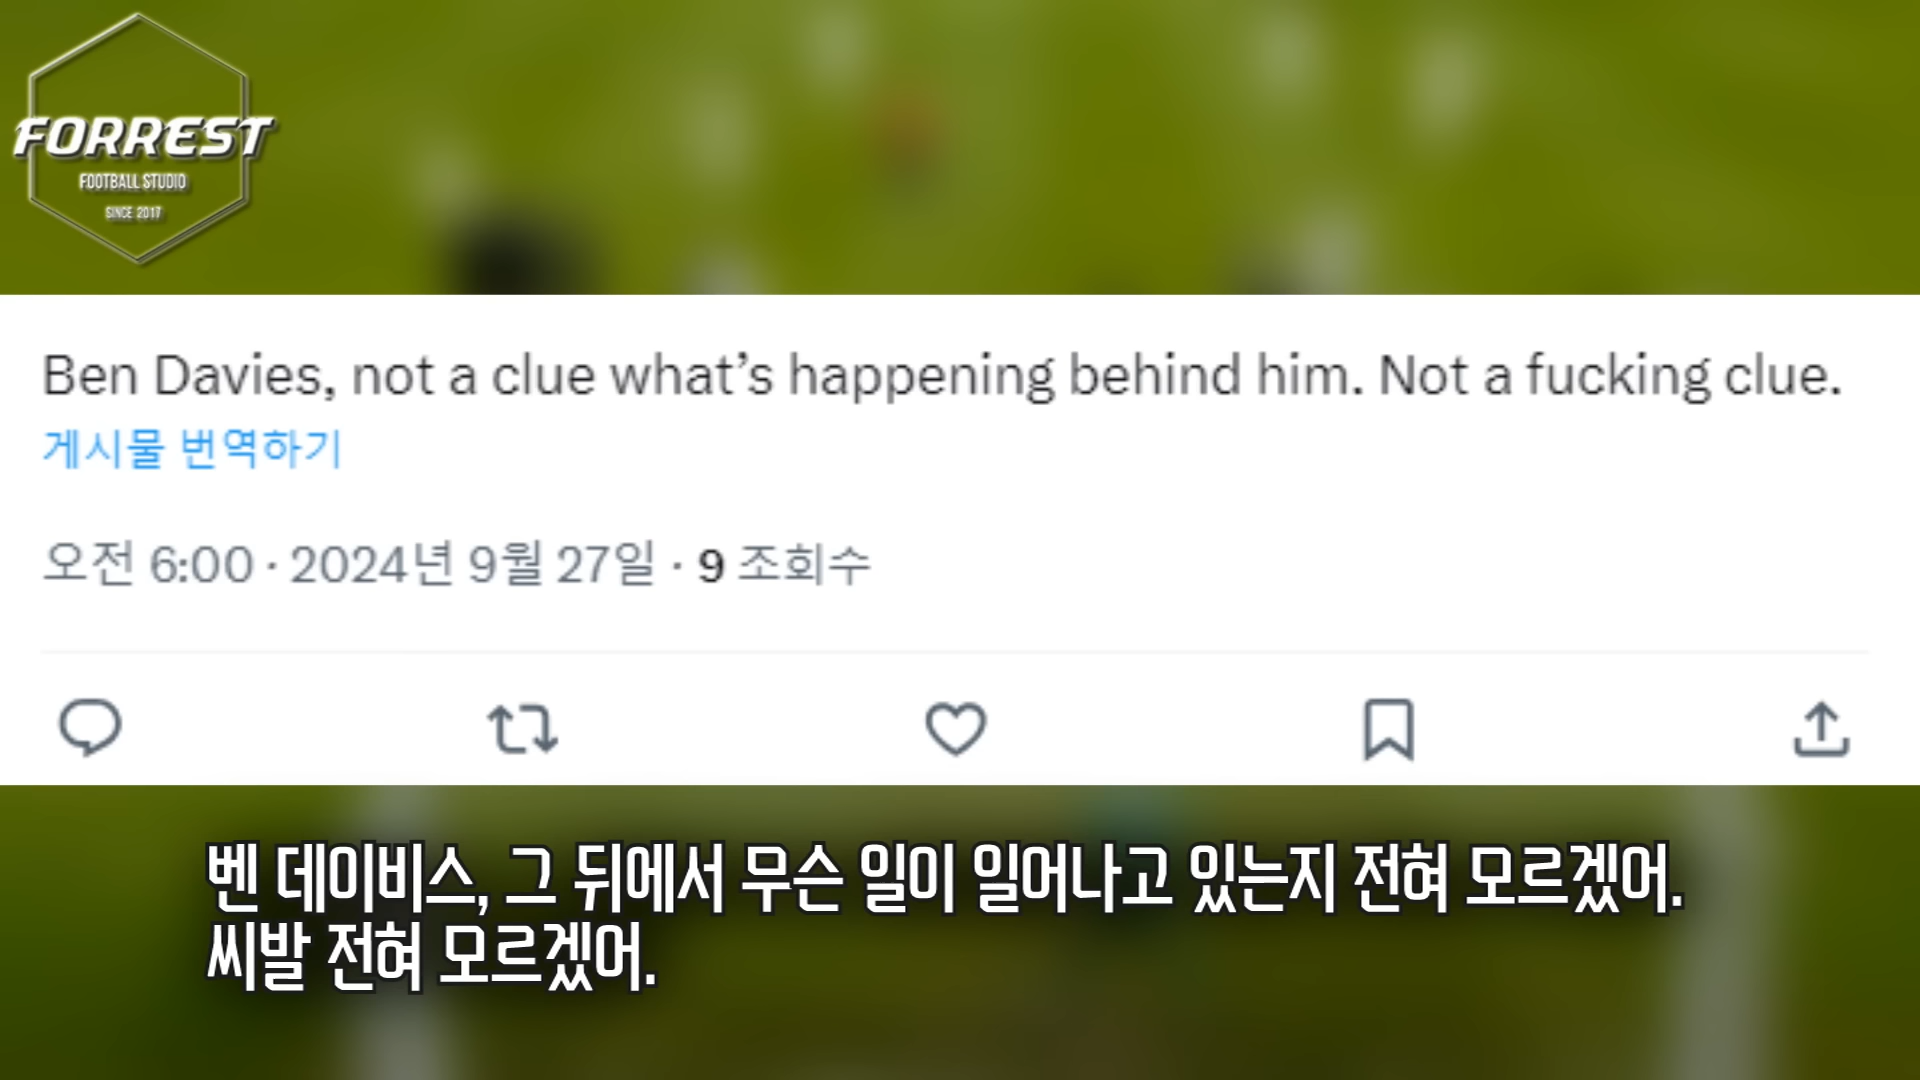 FORREST
FOOTBALL STUDIO
SINCE 2017
Ben Davies, not a clue what’s happening behind him. Not a fucking clue.
게시물 번역하기
오전 6:00 · 2024년 9월 27일 · 9 조회수
벤 데이비스, 그 뒤에서 무슨 일이 일어나고 있는지 전혀 모르겠어.
씨발 전혀 모르겠어.